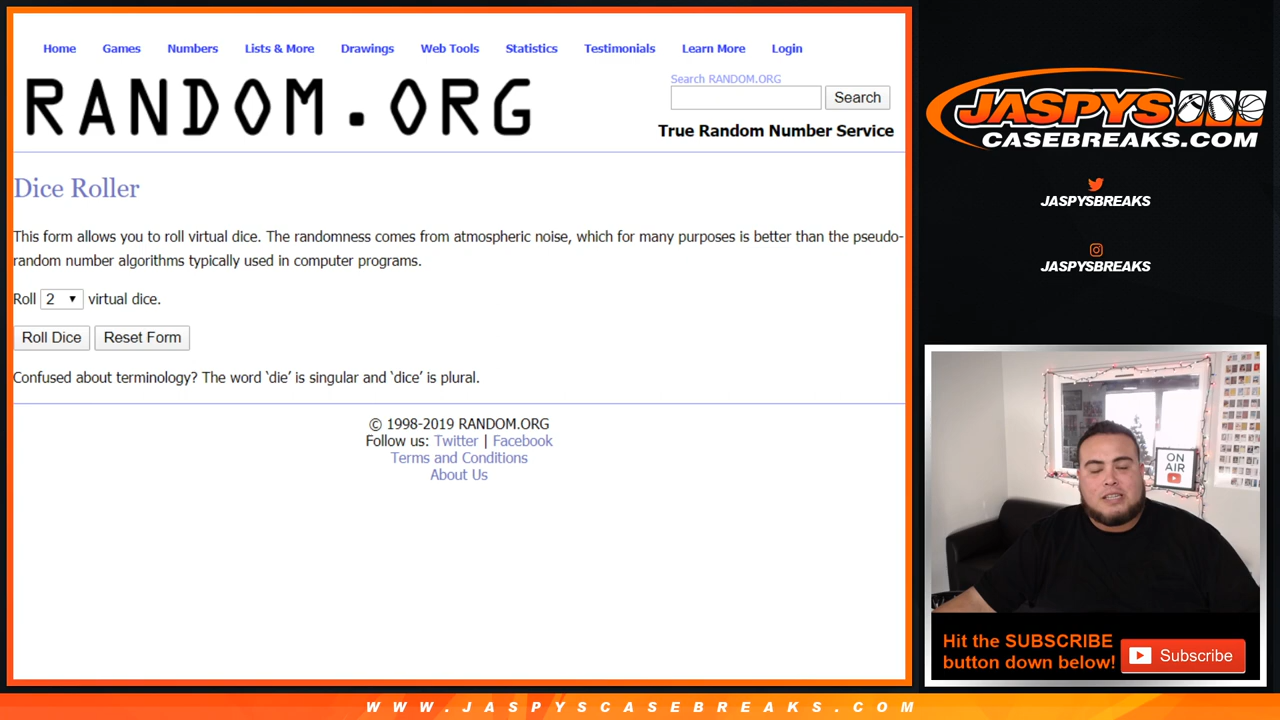 Home Games Numbers Lists & More Drawings Web Tools Statistics Testimonials Learn More Login
RANDOM.ORG
Search RANDOM.ORG
Search
True Random Number Service
Dice Roller
This form allows you to roll virtual dice. The randomness comes from atmospheric noise, which for many purposes is better than the pseudo-
random number algorithms typically used in computer programs.
Roll 2 virtual dice.
Roll Dice Reset Form
Confused about terminology? The word ‘die’ is singular and ‘dice’ is plural.
© 1998-2019 RANDOM.ORG
Follow us: Twitter | Facebook
Terms and Conditions
About Us
JASPYS
CASEBREAKS.COM
JASPYSBREAKS
JASPYSBREAKS
ON
AIR
Hit the SUBSCRIBE
button down below!
Subscribe
WWW.JASPYSCASEBREAKS.COM